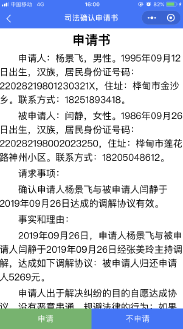 中国移动 4G 16:00 82%
司法确认申请书
申请书
申请人：杨景飞，男性。1995年09月12
日出生，汉族，居民身份证号码：
22028219801230321X。住址：桦甸市金沙
乡。联系方式：18251893418。
被申请人：闫静，女性。1986年09月26
日出生，汉族，居民身份证号码：
220282198002023250。住址：桦甸市莲花
路神州小区。联系方式：18205048612。
请求事项：
确认申请人杨景飞与被申请人闫静于
2019年09月26日达成的调解协议有效。
事实和理由：
2019年09月26日，申请人杨景飞与被申
请人闫静于2019年09月26日经张美玲主持调
解，达成如下调解协议：被申请人归还申请
人5269元。
申请人出于解决纠纷的目的自愿达成协
议，没有恶意串通、规避法律的行为；如果
申请
不申请